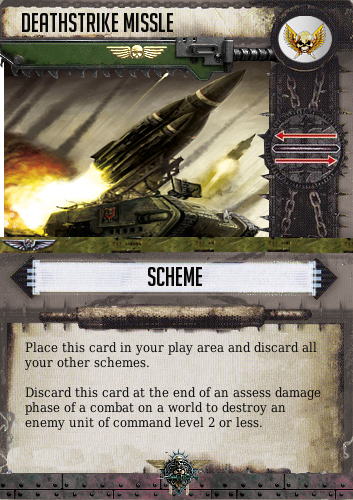 DEATHSTRIKE MISSLE
SCHEME
Place this card in your play area and discard all
your other schemes.
Discard this card at the end of an assess damage
phase of a combat on a world to destroy an
enemy unit of command level 2 or less.